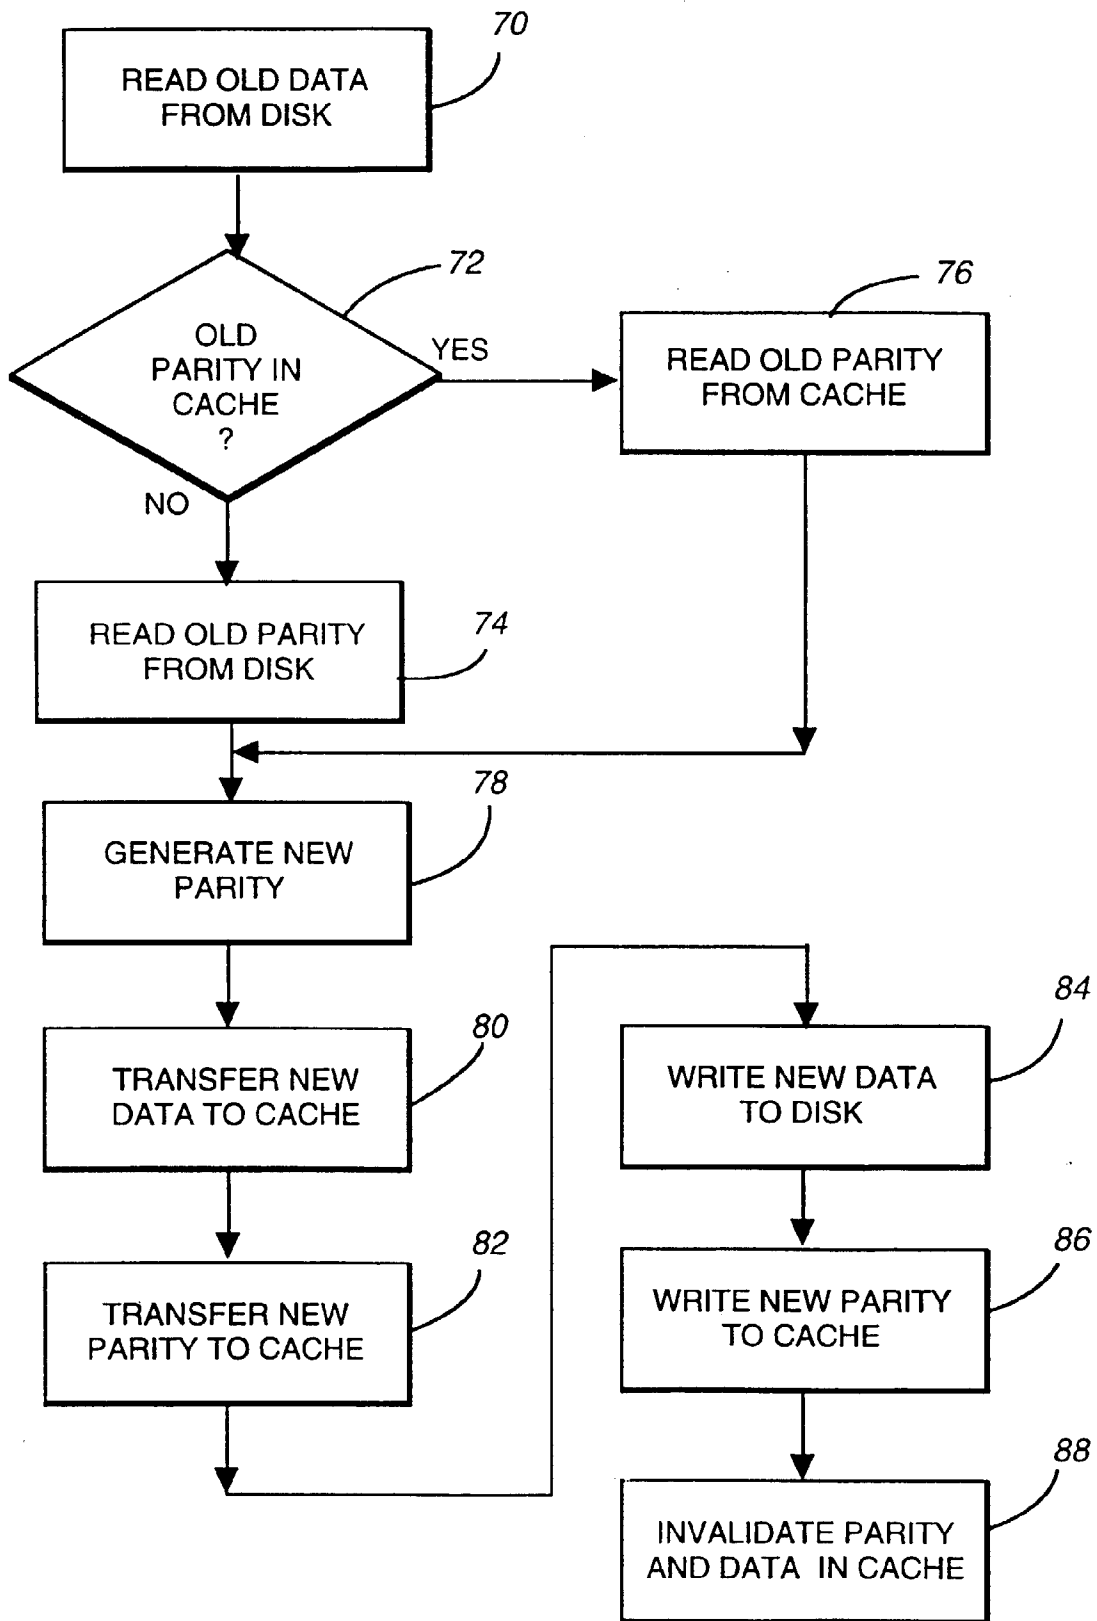 70
READ OLD DATA
FROM DISK
72
OLD
PARITY IN
CACHE
?
YES
NO
76
READ OLD PARITY
FROM CACHE
74
READ OLD PARITY
FROM DISK
78
GENERATE NEW
PARITY
80
TRANSFER NEW
DATA TO CACHE
82
TRANSFER NEW
PARITY TO CACHE
84
WRITE NEW DATA
TO DISK
86
WRITE NEW PARITY
TO CACHE
88
INVALIDATE PARITY
AND DATA IN CACHE